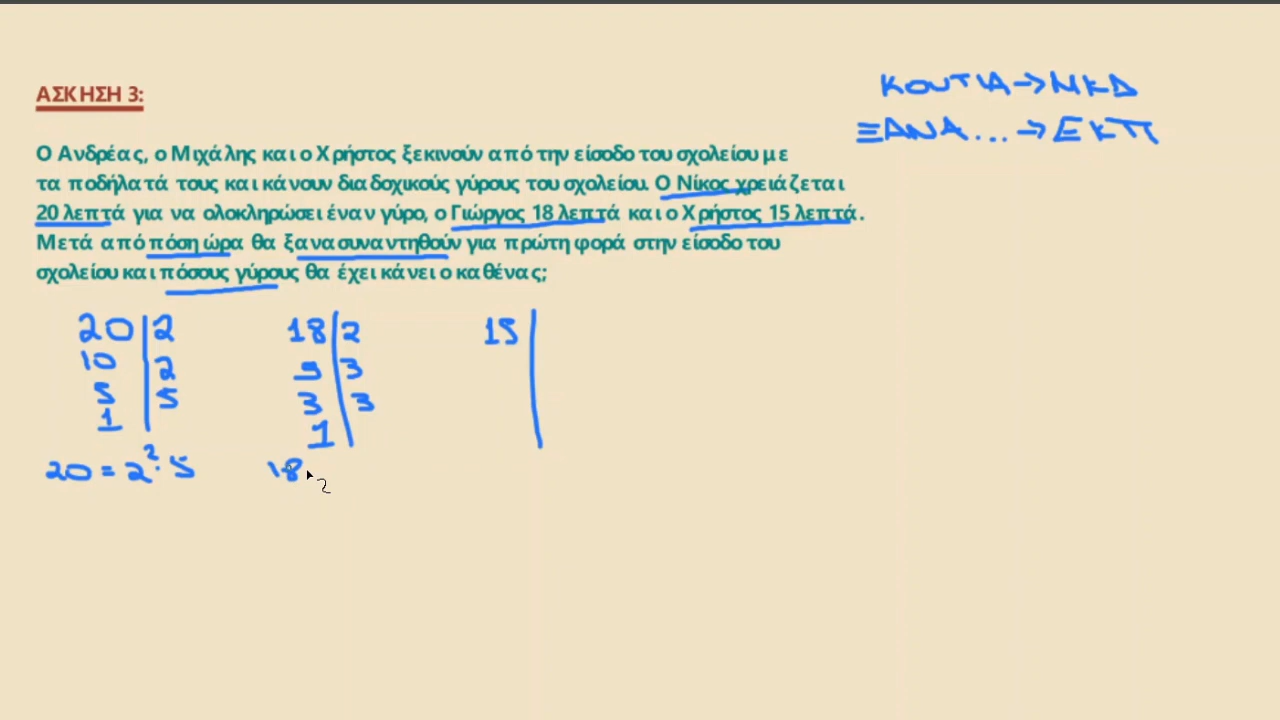 ΑΣΚΗΣΗ 3:
ΚΟΥΤΙΑ → ΜΚΔ
ΞΑΝΑ... → ΕΚΠ
Ο Ανδρέας, ο Μιχάλης και ο Χρήστος ξεκινούν από την είσοδο του σχολείου με
τα ποδήλατά τους και κάνουν διαδοχικούς γύρους του σχολείου. Ο Νίκος χρειάζεται
20 λεπτά για να ολοκληρώσει έναν γύρο, ο Γιώργος 18 λεπτά και ο Χρήστος 15 λεπτά.
Μετά από πόση ώρα θα ξανασυναντηθούν για πρώτη φορά στην είσοδο του
σχολείου και πόσους γύρους θα έχει κάνει ο καθένας;
20 | 2 18 | 2 15 |
10 | 2 9 | 3
5 | 5 3 | 3
1 | 1 |
20 = 2² · 5 18